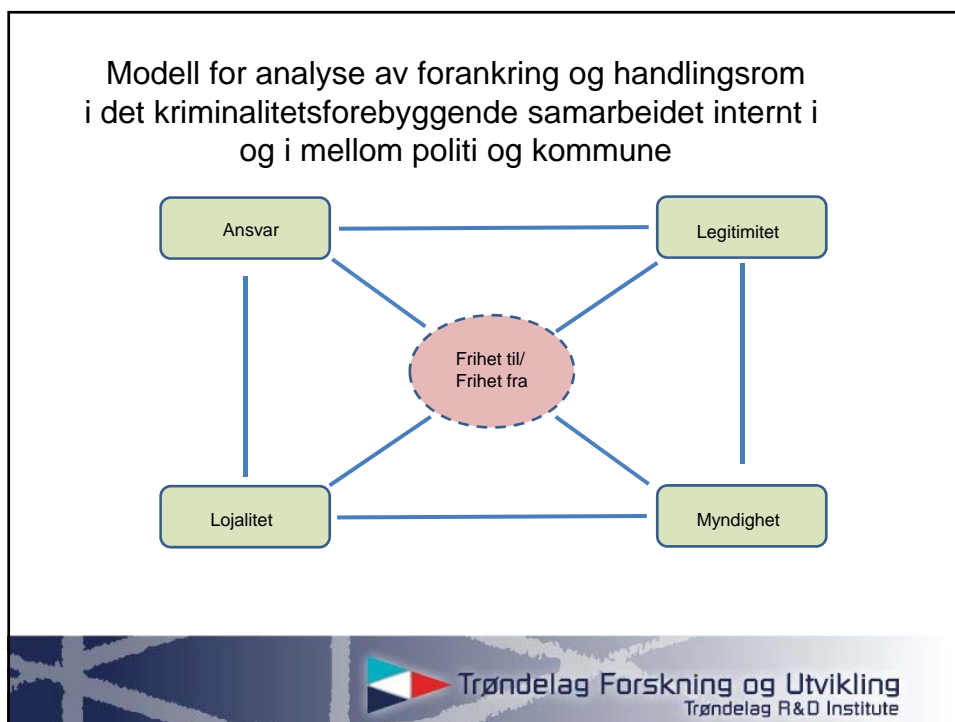 Modell for analyse av forankring og handlingsrom
i det kriminalitetsforebyggende samarbeidet internt i
og i mellom politi og kommune
Ansvar
Legitimitet
Frihet til/
Frihet fra
Lojalitet
Myndighet
Trøndelag Forskning og Utvikling
Trøndelag R&D Institute